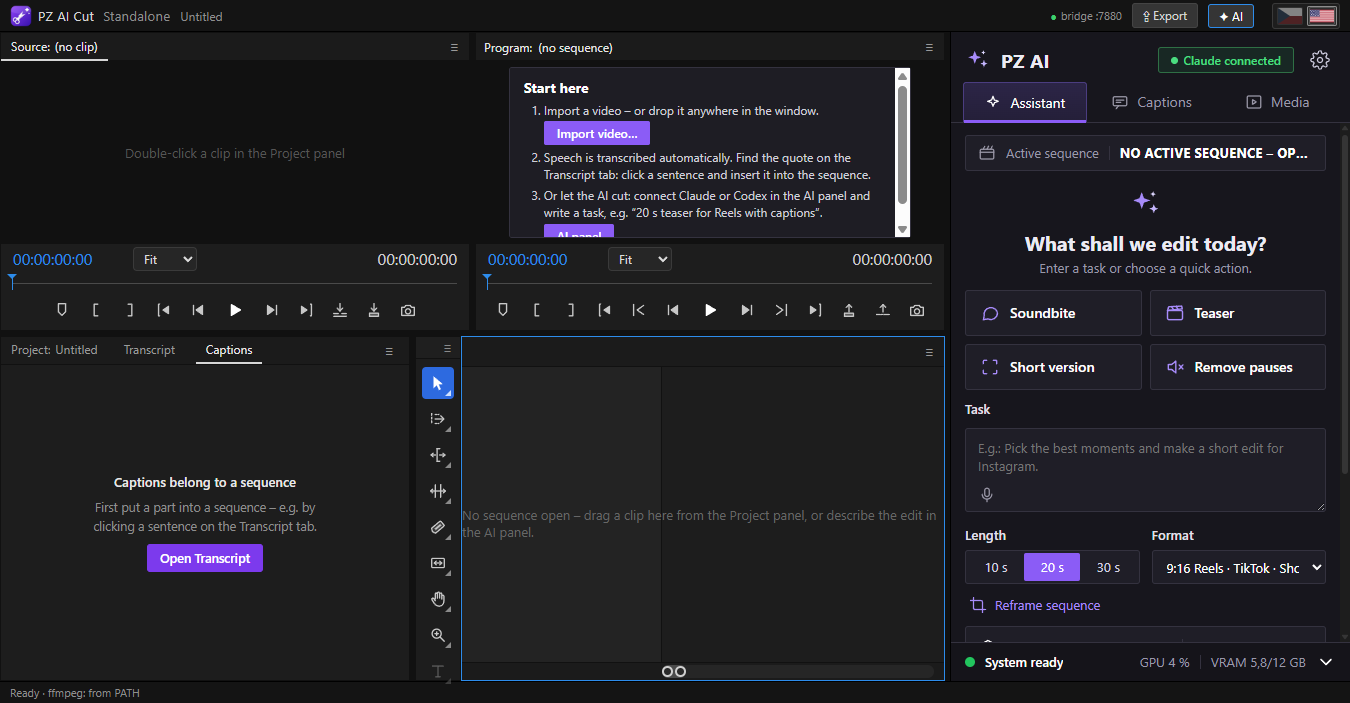 PZ AI Cut Standalone Untitled
bridge :7880 Export AI
Source: (no clip)
Program: (no sequence)
Double-click a clip in the Project panel
Start here
1. Import a video – or drop it anywhere in the window.
Import video...
2. Speech is transcribed automatically. Find the quote on the
Transcript tab: click a sentence and insert it into the sequence.
3. Or let the AI cut: connect Claude or Codex in the AI panel and
write a task, e.g. “20 s teaser for Reels with captions”.
AI panel
00:00:00:00 Fit 00:00:00:00
00:00:00:00 Fit 00:00:00:00
Project: Untitled Transcript Captions
Captions belong to a sequence
First put a part into a sequence – e.g. by
clicking a sentence on the Transcript tab.
Open Transcript
No sequence open – drag a clip here from the Project panel, or describe the edit in
the AI panel.
PZ AI
Claude connected
Assistant Captions Media
Active sequence NO ACTIVE SEQUENCE – OP...
What shall we edit today?
Enter a task or choose a quick action.
Soundbite Teaser
Short version Remove pauses
Task
E.g.: Pick the best moments and make a short edit for
Instagram.
Length Format
10 s 20 s 30 s 9:16 Reels · TikTok · Shc
Reframe sequence
System ready GPU 4 % VRAM 5,8/12 GB
Ready · ffmpeg: from PATH